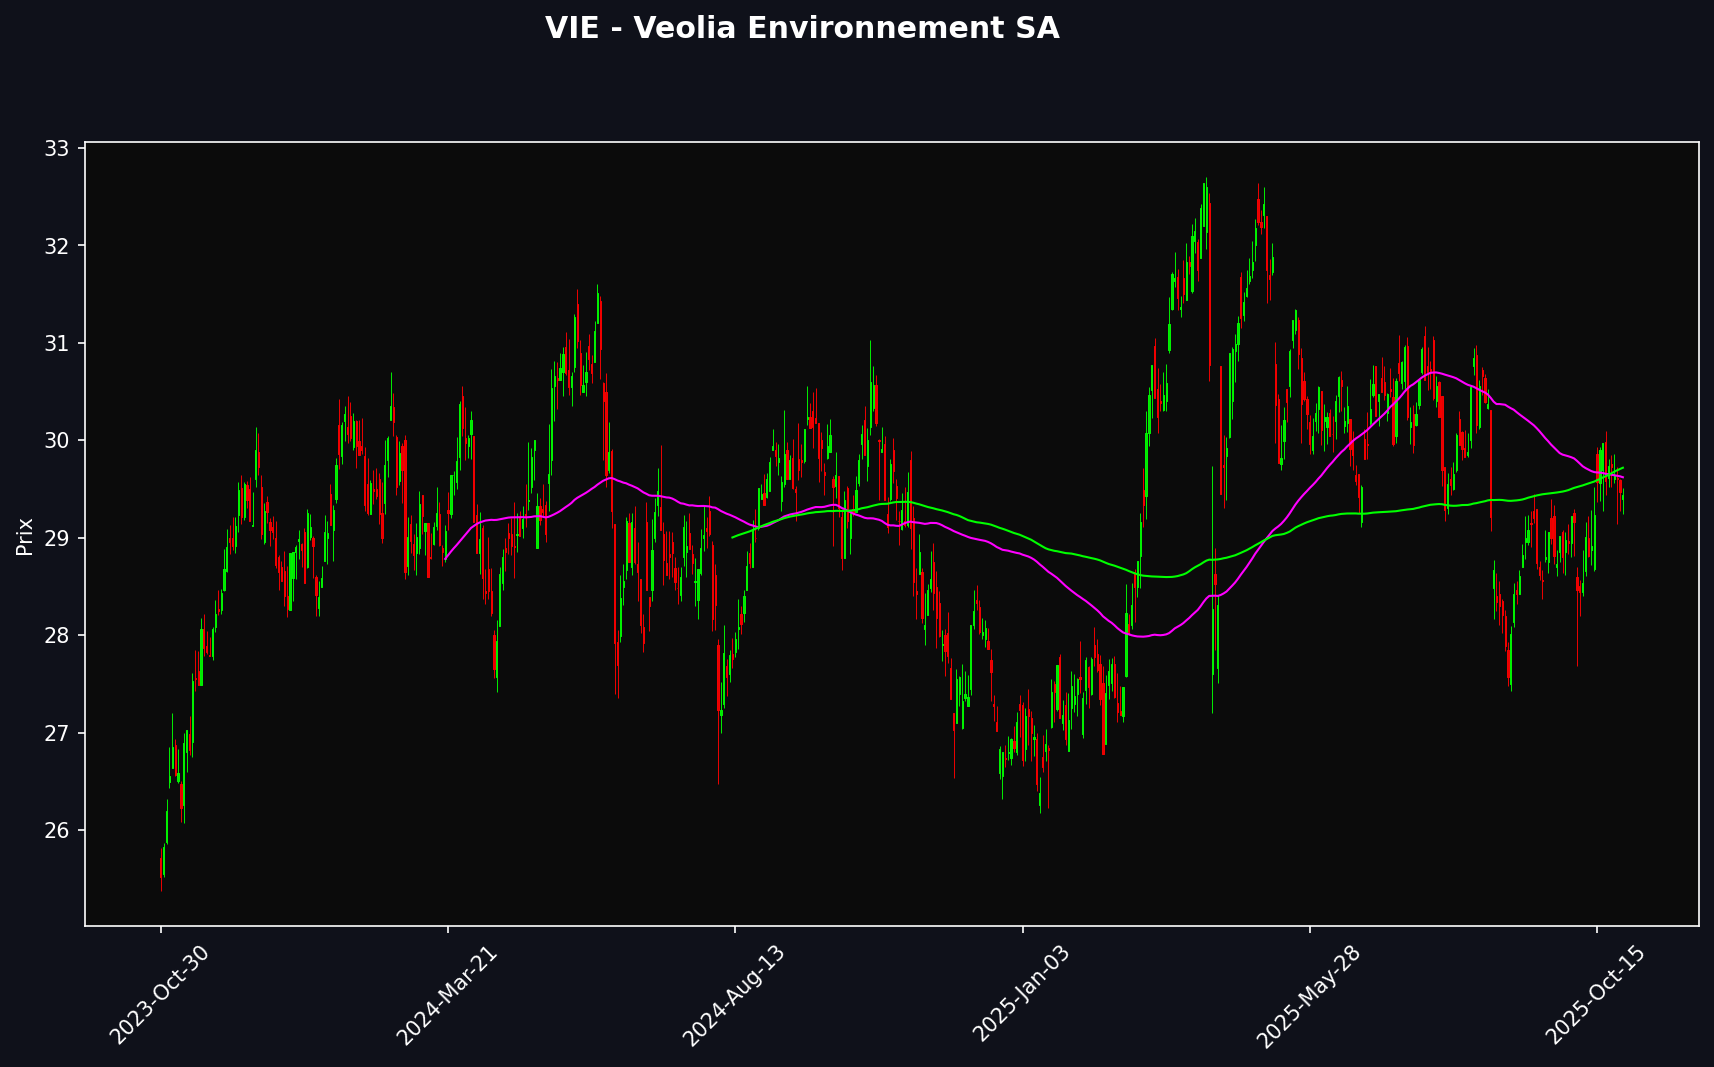 VIE - Veolia Environnement SA
Prix
33
32
31
30
29
28
27
26
2023-Oct-30
2024-Mar-21
2024-Aug-13
2025-Jan-03
2025-May-28
2025-Oct-15